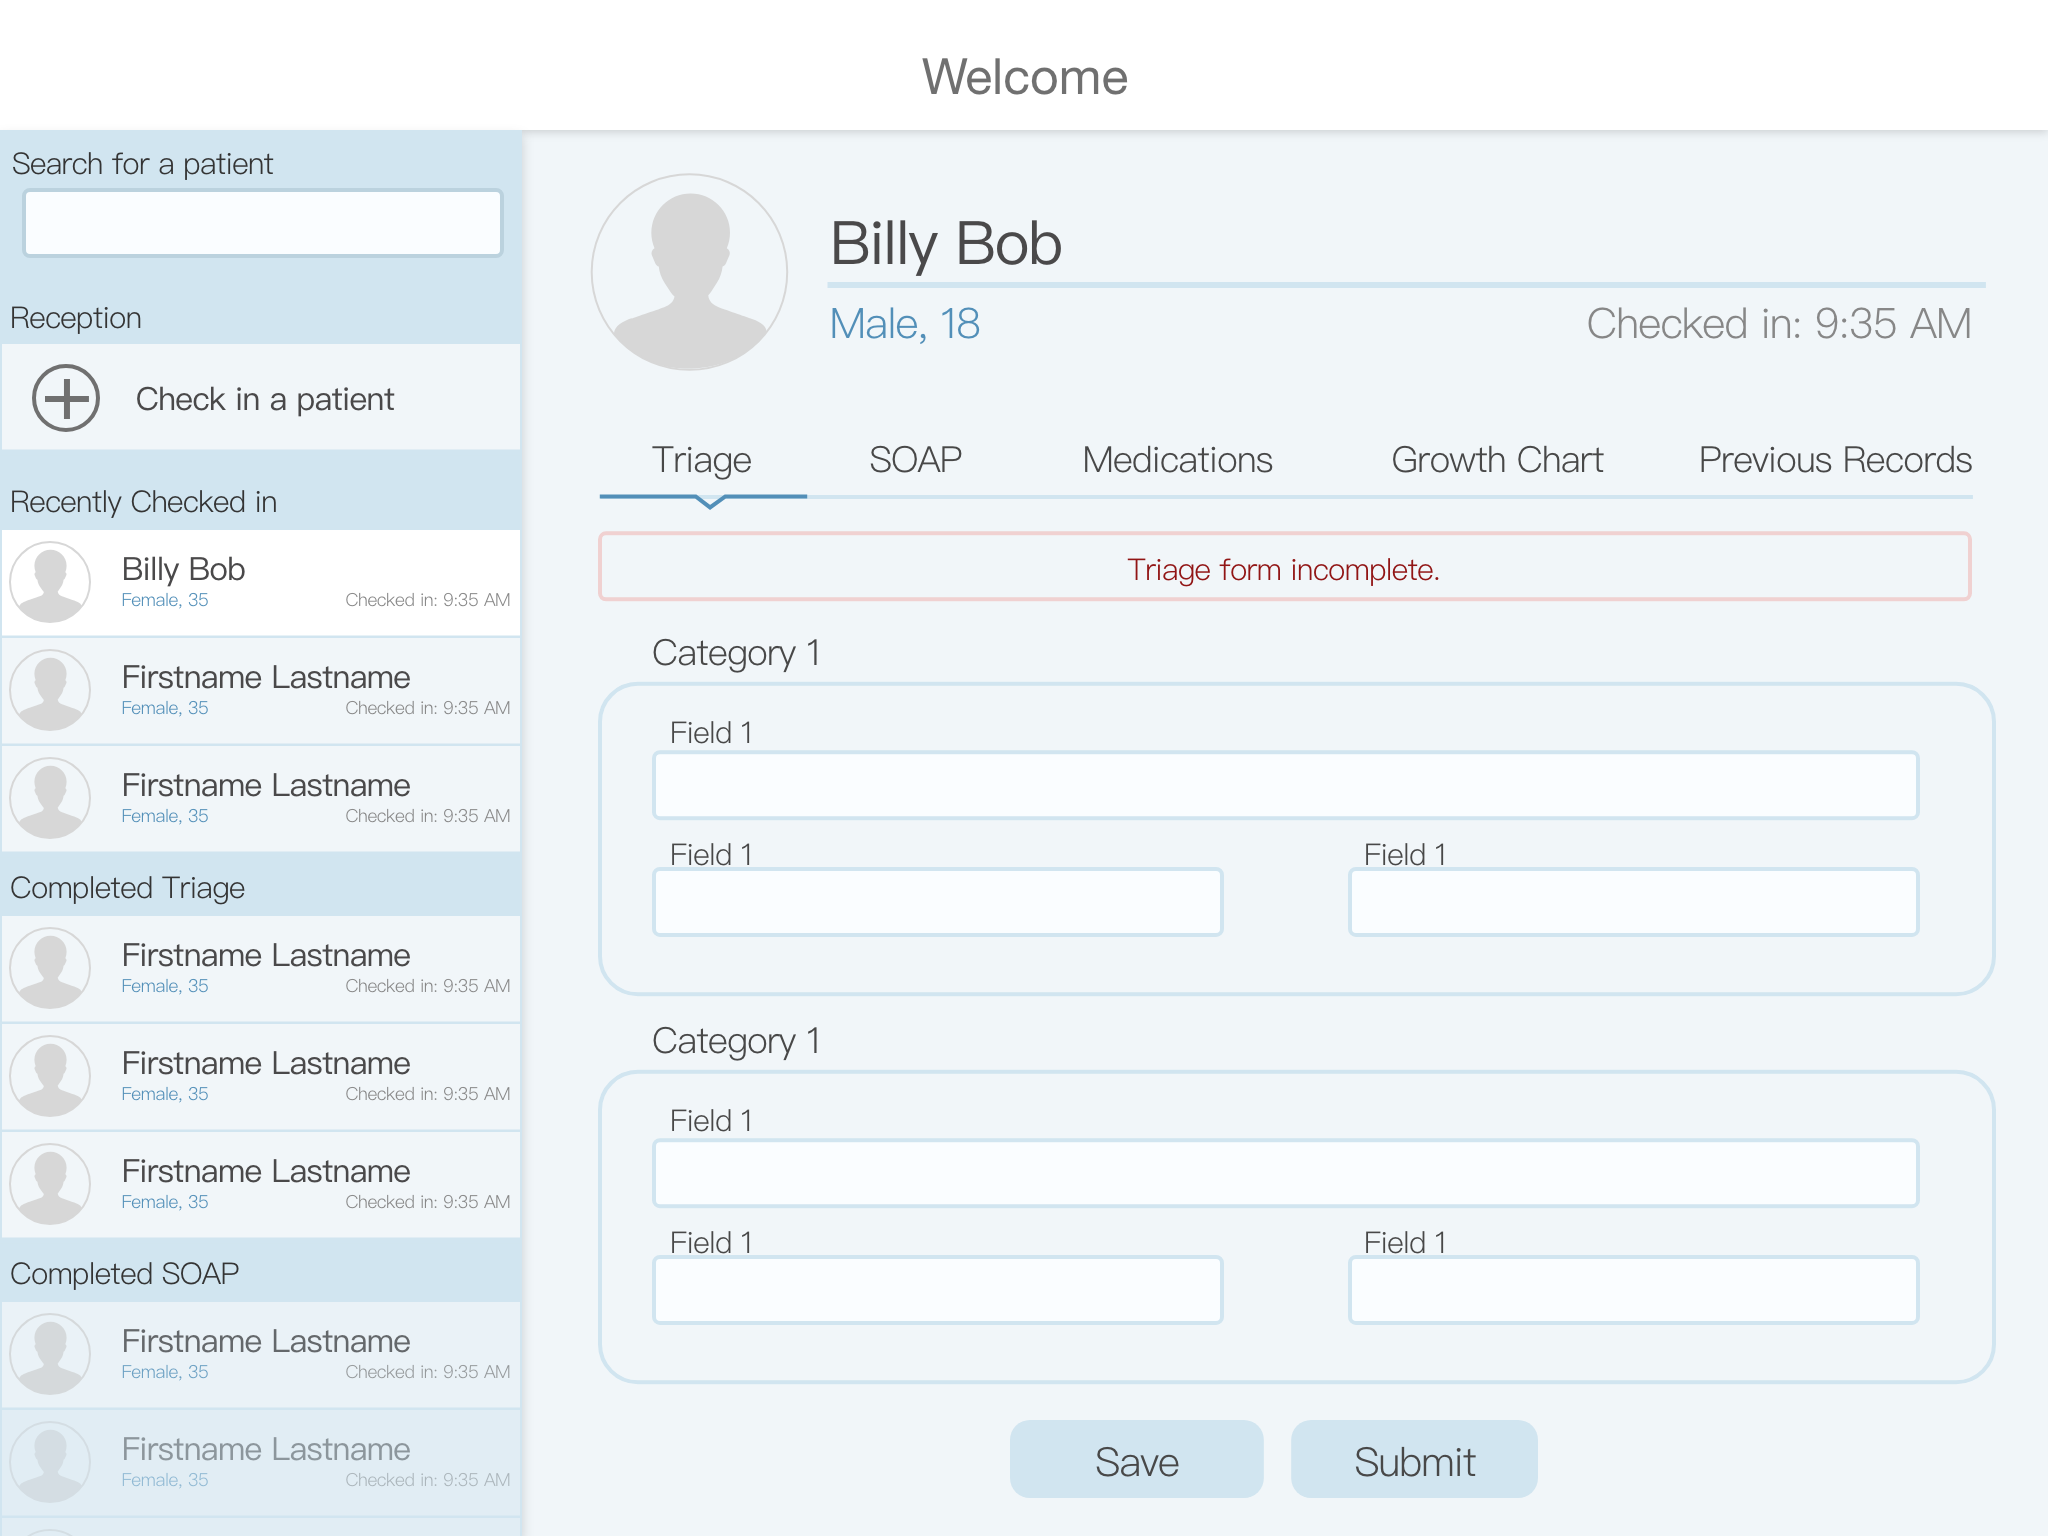 Welcome
Search for a patient
Reception
Check in a patient
Recently Checked in
Billy Bob
Female, 35 Checked in: 9:35 AM
Firstname Lastname
Female, 35 Checked in: 9:35 AM
Firstname Lastname
Female, 35 Checked in: 9:35 AM
Completed Triage
Firstname Lastname
Female, 35 Checked in: 9:35 AM
Firstname Lastname
Female, 35 Checked in: 9:35 AM
Firstname Lastname
Female, 35 Checked in: 9:35 AM
Completed SOAP
Firstname Lastname
Female, 35 Checked in: 9:35 AM
Firstname Lastname
Female, 35 Checked in: 9:35 AM
Billy Bob
Male, 18 Checked in: 9:35 AM
Triage SOAP Medications Growth Chart Previous Records
Triage form incomplete.
Category 1
Field 1
Field 1 Field 1
Category 1
Field 1
Field 1 Field 1
Save Submit